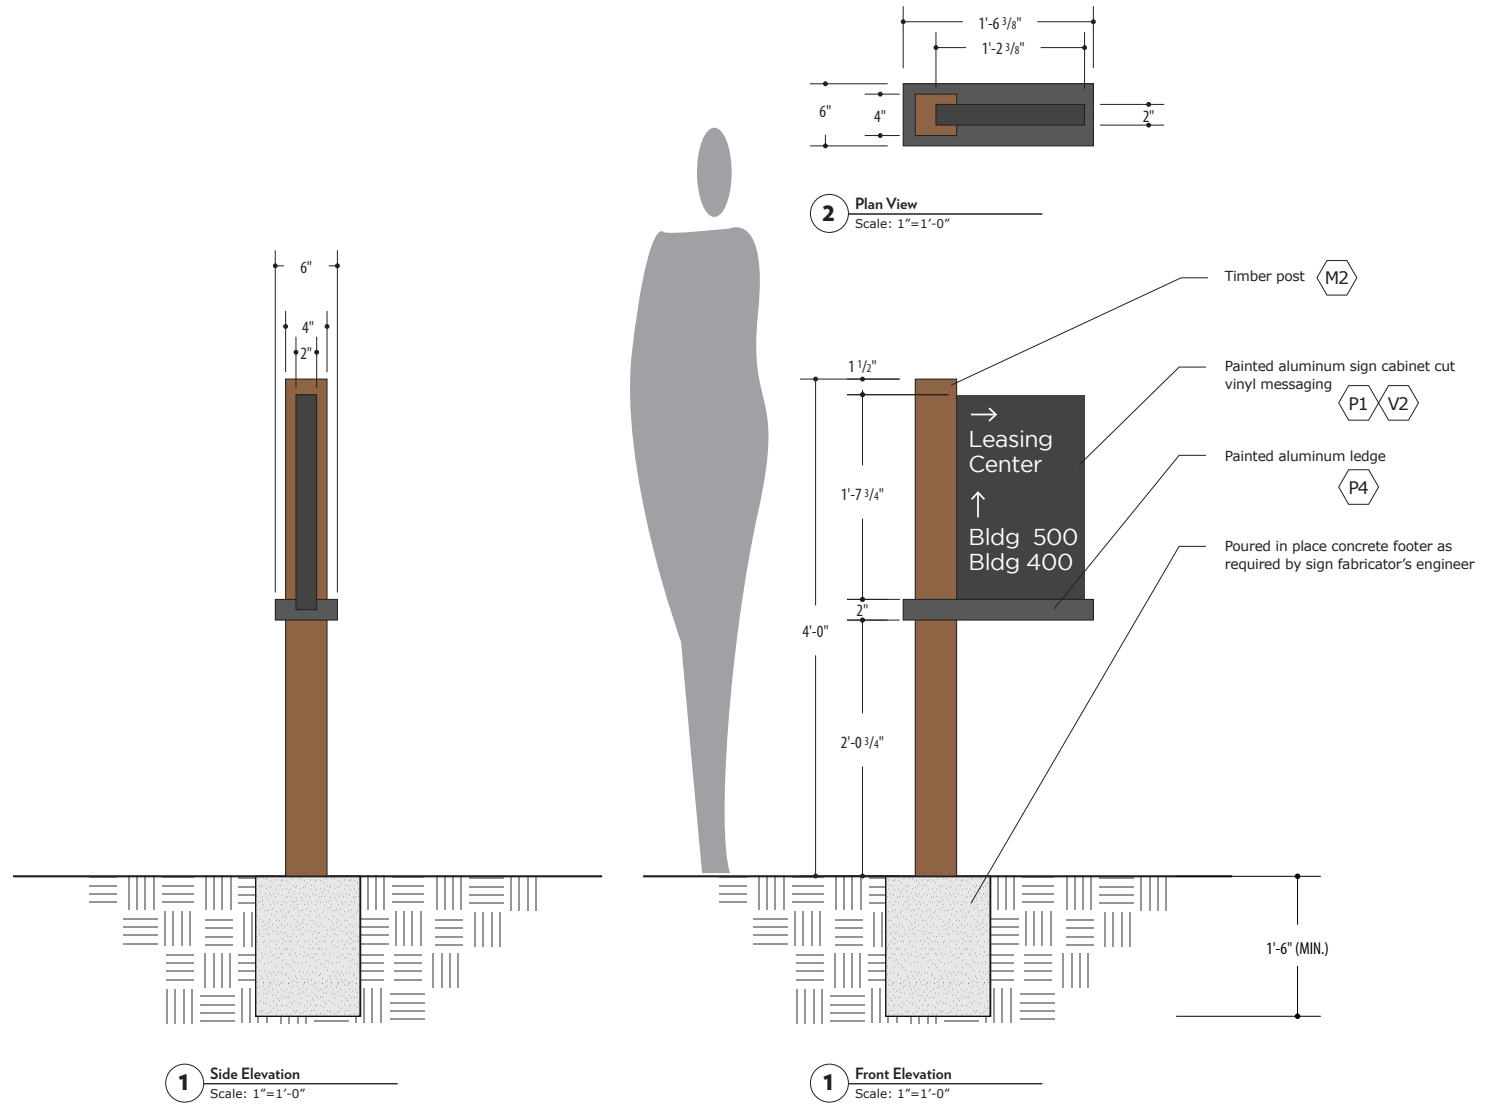 1'-6 3/8"
1'-2 3/8"
6"
4"
2"
2
Plan View
Scale: 1"=1'-0"
6"
4"
2"
Timber post
M2
1 1/2"
Painted aluminum sign cabinet cut
vinyl messaging
P1
V2
→
Leasing
Center
Painted aluminum ledge
P4
1'-7 3/4"
↑
Bldg 500
Bldg 400
Poured in place concrete footer as
required by sign fabricator's engineer
2"
4'-0"
2'-0 3/4"
1'-6" (MIN.)
1
Side Elevation
Scale: 1"=1'-0"
1
Front Elevation
Scale: 1"=1'-0"